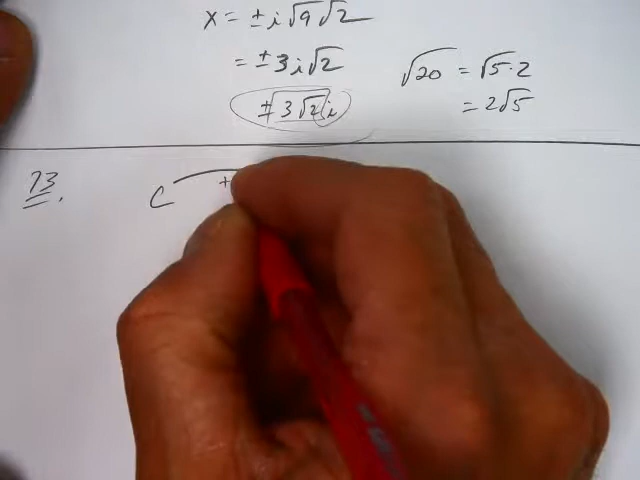 x = ± i √9 √2
= ± 3i √2
± 3√2 i
√20 = √5·2
= 2√5
73.
C +